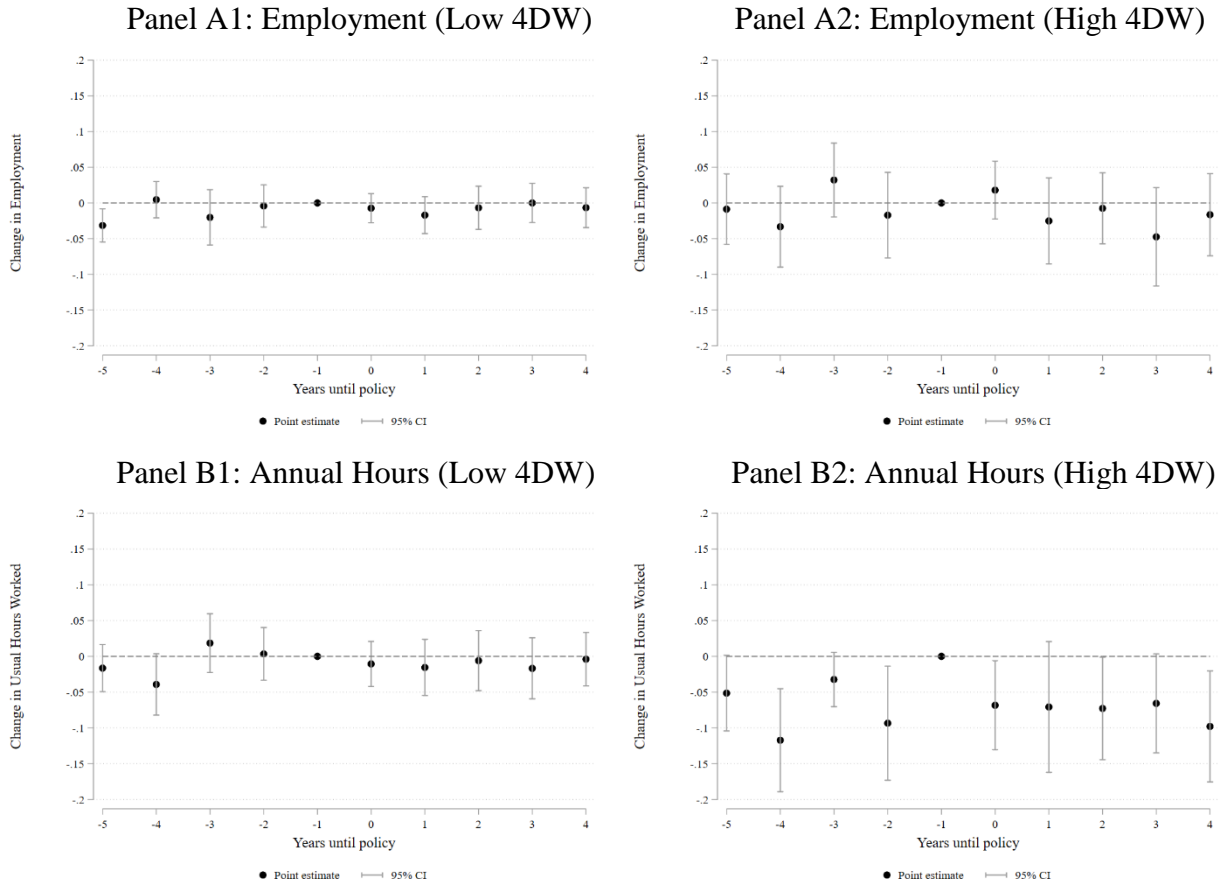 Panel A1: Employment (Low 4DW)
Change in Employment
.2
.15
.1
.05
0
-.05
-.1
-.15
-.2
-5 -4 -3 -2 -1 0 1 2 3 4
Years until policy
Point estimate 95% CI
Panel A2: Employment (High 4DW)
Change in Employment
.2
.15
.1
.05
0
-.05
-.1
-.15
-.2
-5 -4 -3 -2 -1 0 1 2 3 4
Years until policy
Point estimate 95% CI
Panel B1: Annual Hours (Low 4DW)
Change in Usual Hours Worked
.2
.15
.1
.05
0
-.05
-.1
-.15
-.2
-5 -4 -3 -2 -1 0 1 2 3 4
Years until policy
Point estimate 95% CI
Panel B2: Annual Hours (High 4DW)
Change in Usual Hours Worked
.2
.15
.1
.05
0
-.05
-.1
-.15
-.2
-5 -4 -3 -2 -1 0 1 2 3 4
Years until policy
Point estimate 95% CI